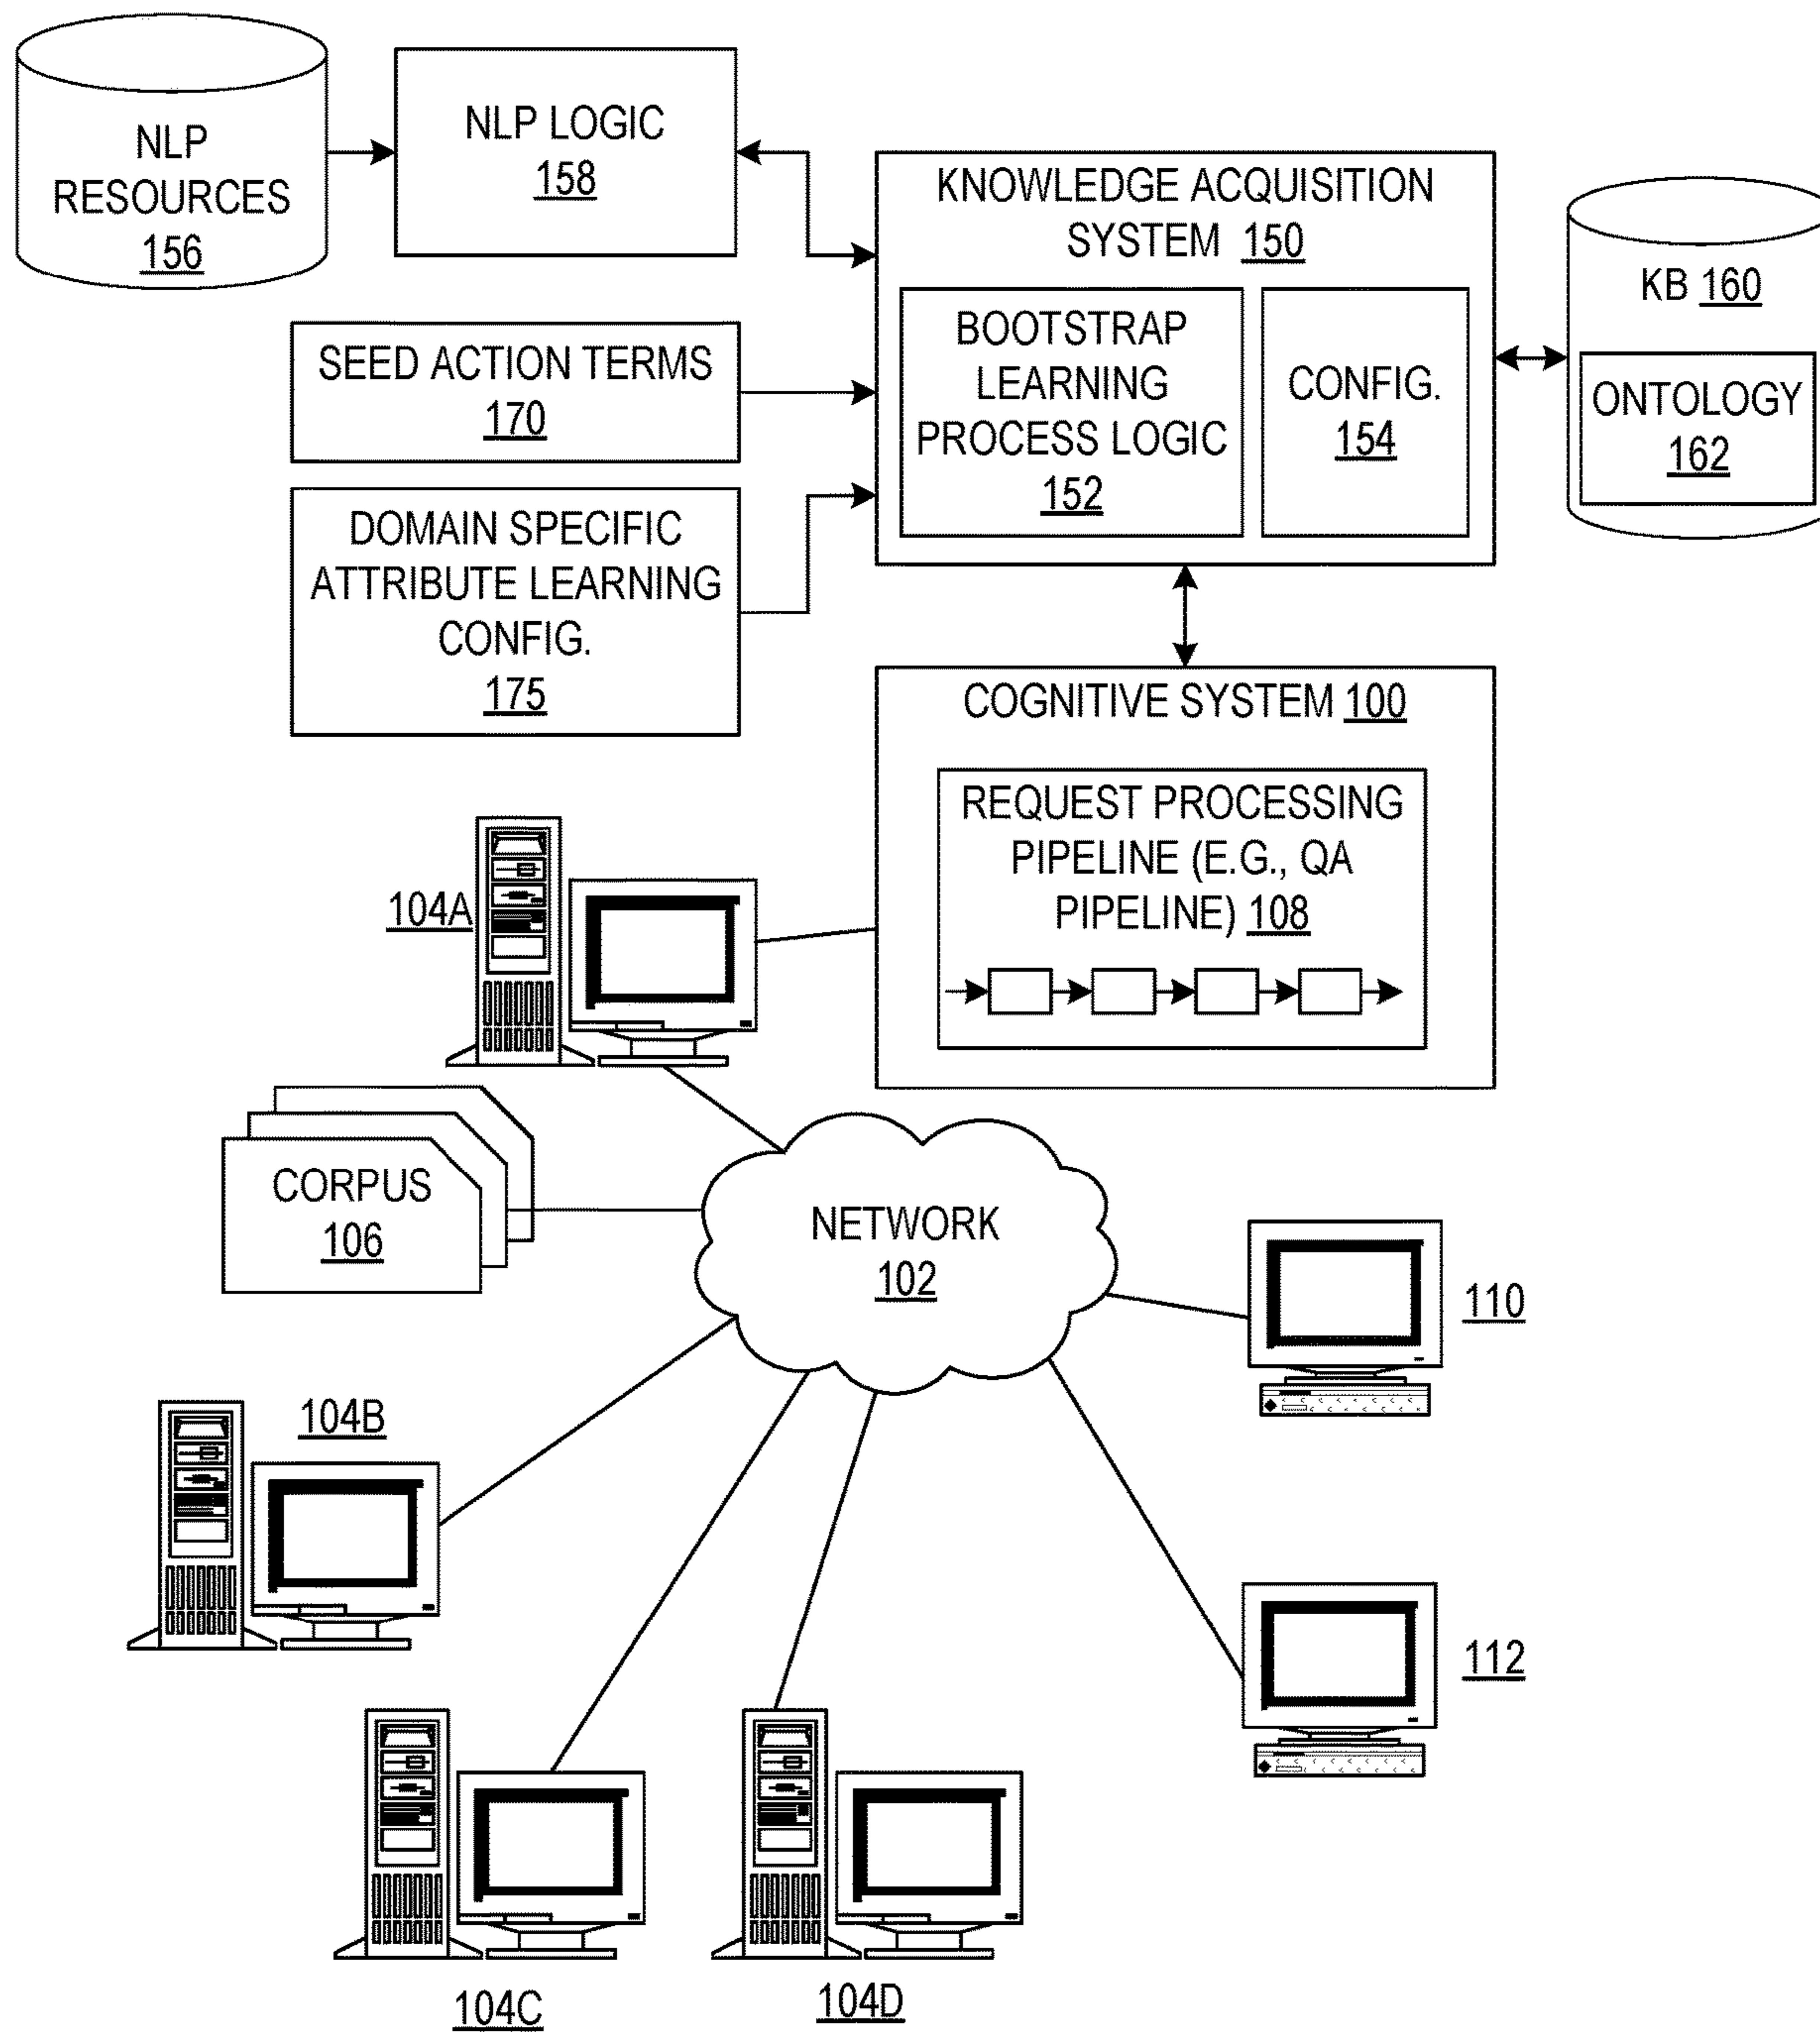 NLP
RESOURCES
156
NLP LOGIC
158
KNOWLEDGE ACQUISITION
SYSTEM 150
BOOTSTRAP
LEARNING
PROCESS LOGIC
152
CONFIG.
154
KB 160
ONTOLOGY
162
SEED ACTION TERMS
170
DOMAIN SPECIFIC
ATTRIBUTE LEARNING
CONFIG.
175
COGNITIVE SYSTEM 100
REQUEST PROCESSING
PIPELINE (E.G., QA
PIPELINE) 108
104A
CORPUS
106
NETWORK
102
110
104B
112
104C
104D